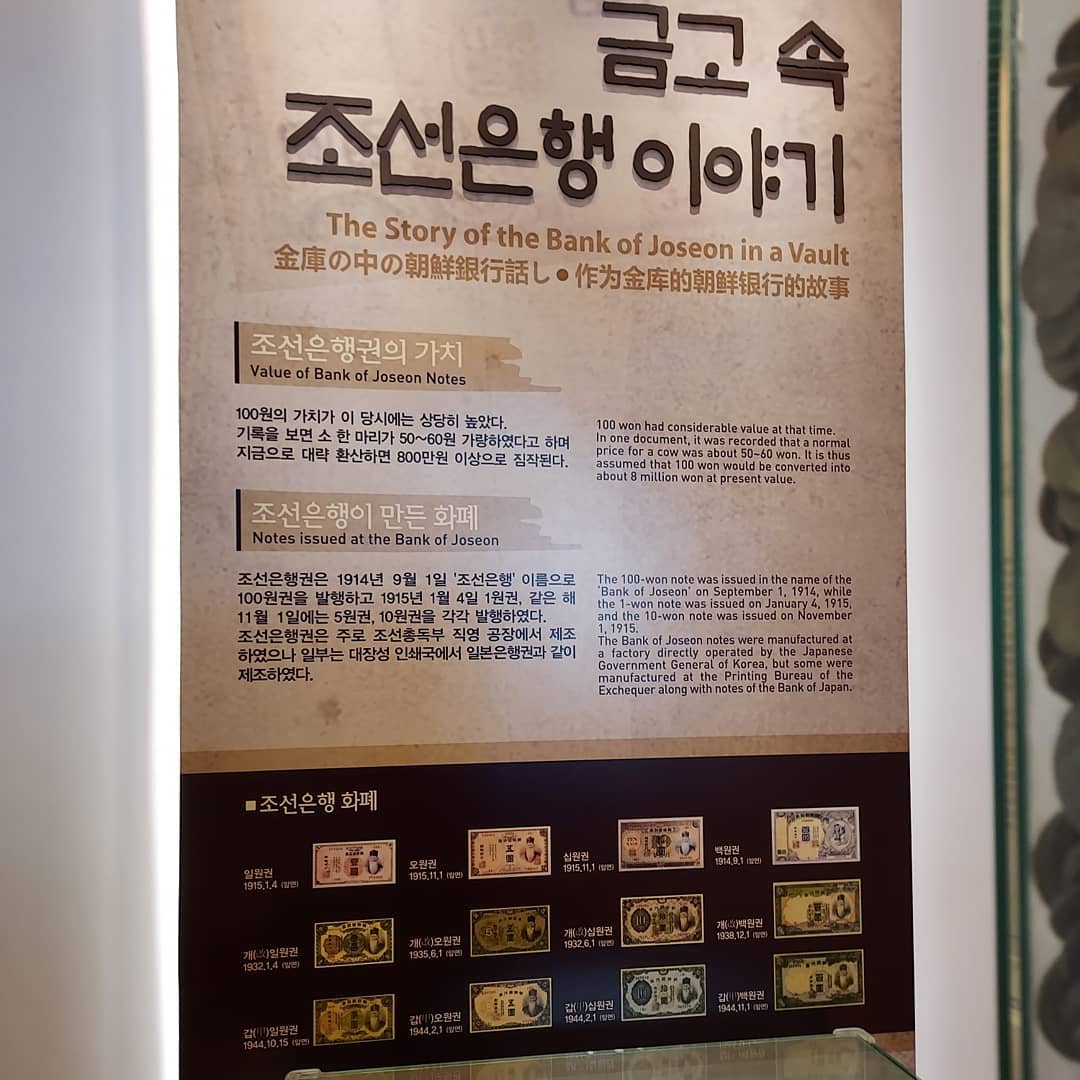 금고 속
조선은행 이야기
The Story of the Bank of Joseon in a Vault
金庫の中の朝鮮銀行話し • 作为金库的朝鲜银行的故事
조선은행권의 가치
Value of Bank of Joseon Notes
100원의 가치가 이 당시에는 상당히 높았다.
기록을 보면 소 한 마리가 50~60원 가량하였다고 하며
지금으로 대략 환산하면 800만원 이상으로 짐작된다.
100 won had considerable value at that time.
In one document, it was recorded that a normal
price for a cow was about 50~60 won. It is thus
assumed that 100 won would be converted into
about 8 million won at present value.
조선은행이 만든 화폐
Notes issued at the Bank of Joseon
조선은행권은 1914년 9월 1일 '조선은행' 이름으로
100원권을 발행하고 1915년 1월 4일 1원권, 같은 해
11월 1일에는 5원권, 10원권을 각각 발행하였다.
조선은행권은 주로 조선총독부 직영 공장에서 제조
하였으나 일부는 대장성 인쇄국에서 일본은행권과 같이
제조하였다.
The 100-won note was issued in the name of the
'Bank of Joseon' on September 1, 1914, while
the 1-won note was issued on January 4, 1915,
and the 10-won note was issued on November
1, 1915.
The Bank of Joseon notes were manufactured at
a factory directly operated by the Japanese
Government General of Korea, but some were
manufactured at the Printing Bureau of the
Exchequer along with notes of the Bank of Japan.
■조선은행 화폐
일원권
1915.1.4 (앞면)
오원권
1915.11.1 (앞면)
십원권
1915.11.1 (앞면)
백원권
1914.9.1 (앞면)
개(改)일원권
1932.1.4 (앞면)
개(改)오원권
1935.6.1 (앞면)
개(改)십원권
1932.6.1 (앞면)
개(改)백원권
1938.12.1 (앞면)
갑(甲)일원권
1944.10.15 (앞면)
갑(甲)오원권
1944.2.1 (앞면)
갑(甲)십원권
1944.2.1 (앞면)
갑(甲)백원권
1944.11.1 (앞면)